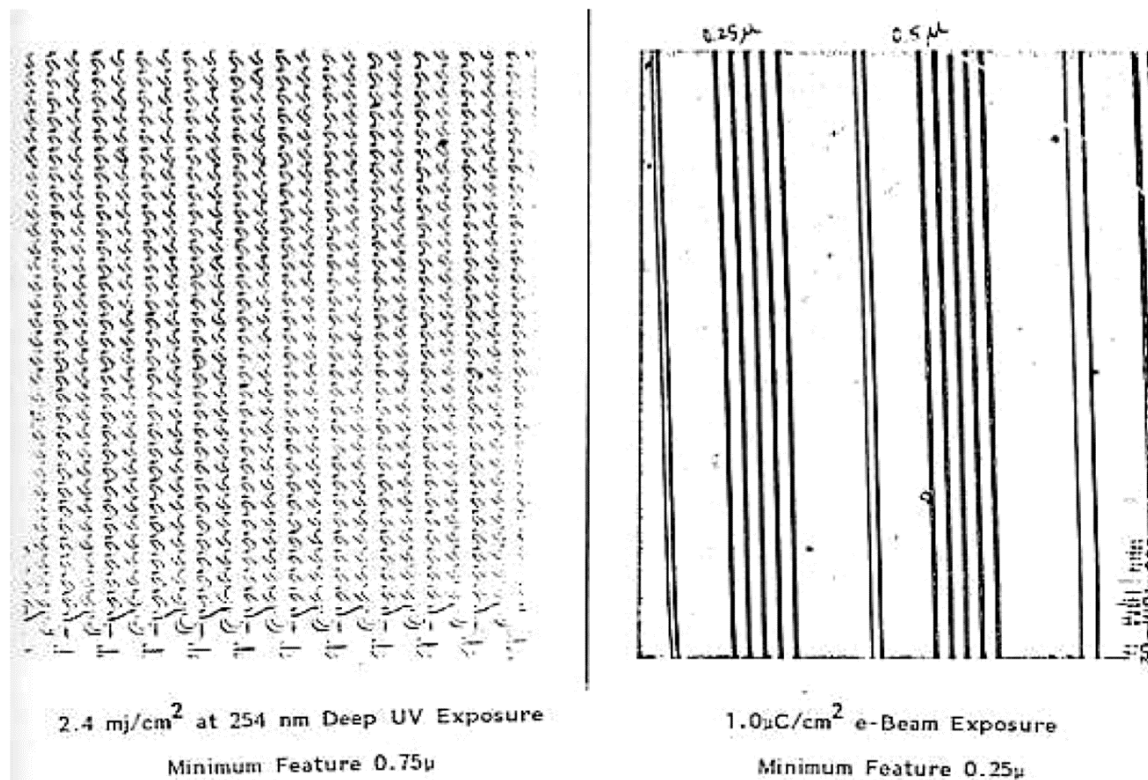 0.25μ 0.5μ
2.4 mj/cm² at 254 nm Deep UV Exposure
Minimum Feature 0.75μ
1.0μC/cm² e-Beam Exposure
Minimum Feature 0.25μ